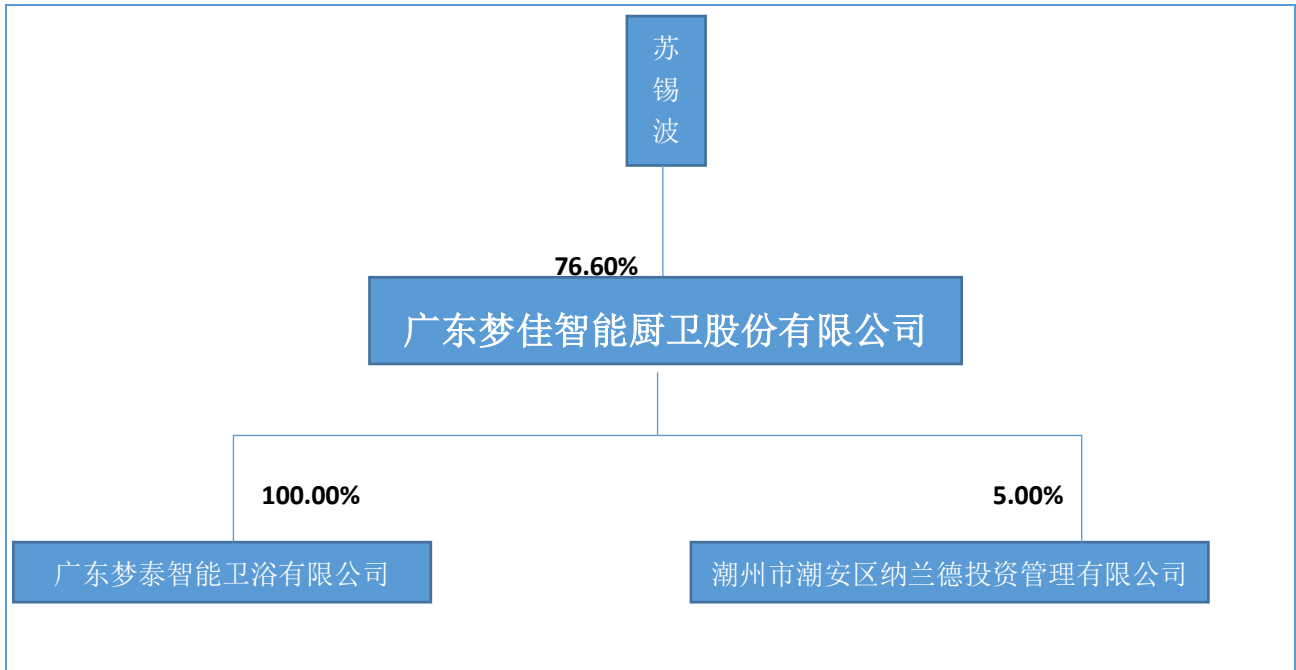 苏
锡
波
76.60%
广东梦佳智能厨卫股份有限公司
100.00%
5.00%
广东梦泰智能卫浴有限公司
潮州市潮安区纳兰德投资管理有限公司